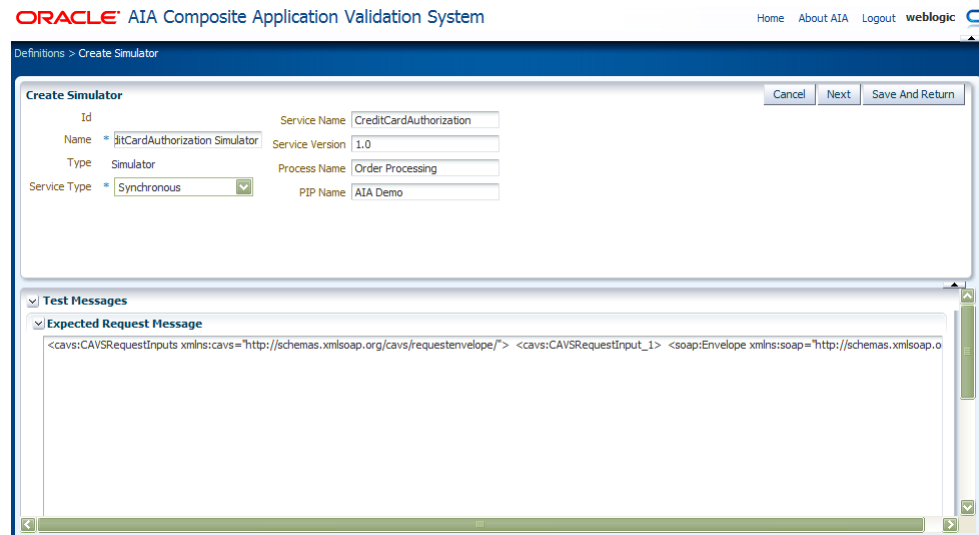 ORACLE AIA Composite Application Validation System
Home About AIA Logout weblogic
Definitions > Create Simulator
Create Simulator Cancel Next Save And Return
Id Service Name CreditCardAuthorization
Name * ditCardAuthorization Simulator Service Version 1.0
Type Simulator Process Name Order Processing
Service Type * Synchronous PIP Name AIA Demo
Test Messages
Expected Request Message
<cavs:CAVSRequestInputs xmlns:cavs="http://schemas.xmlsoap.org/cavs/requestenvelope/"> <cavs:CAVSRequestInput_1> <soap:Envelope xmlns:soap="http://schemas.xmlsoap.o